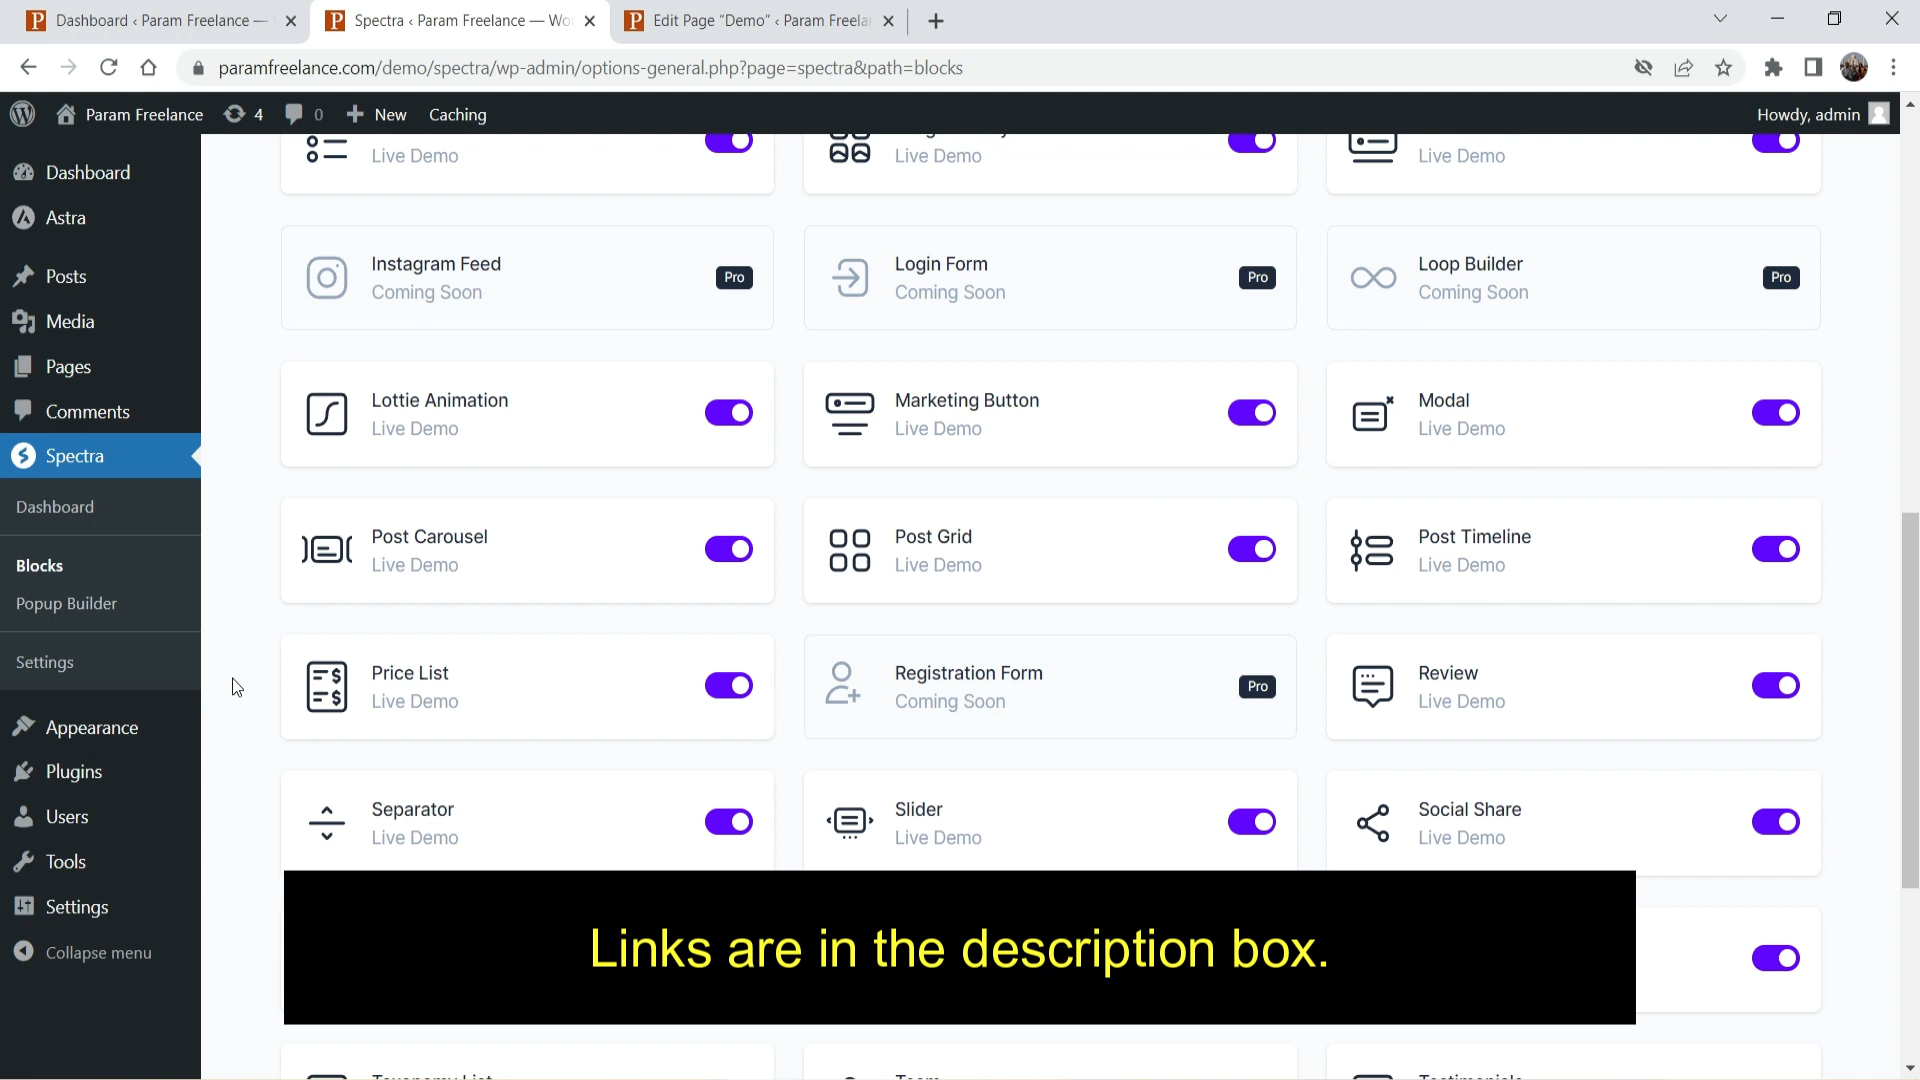 Dashboard ‹ Param Freelance —
Spectra ‹ Param Freelance — Wo
Edit Page “Demo” ‹ Param Freela
paramfreelance.com/demo/spectra/wp-admin/options-general.php?page=spectra&path=blocks
Param Freelance
4
0
New
Caching
Howdy, admin
Dashboard
Astra
Posts
Media
Pages
Comments
Spectra
Dashboard
Blocks
Popup Builder
Settings
Appearance
Plugins
Users
Tools
Settings
Collapse menu
Live Demo
Live Demo
Live Demo
Instagram Feed
Coming Soon
Pro
Login Form
Coming Soon
Pro
Loop Builder
Coming Soon
Pro
Lottie Animation
Live Demo
Marketing Button
Live Demo
Modal
Live Demo
Post Carousel
Live Demo
Post Grid
Live Demo
Post Timeline
Live Demo
Price List
Live Demo
Registration Form
Coming Soon
Pro
Review
Live Demo
Separator
Live Demo
Slider
Live Demo
Social Share
Live Demo
Links are in the description box.